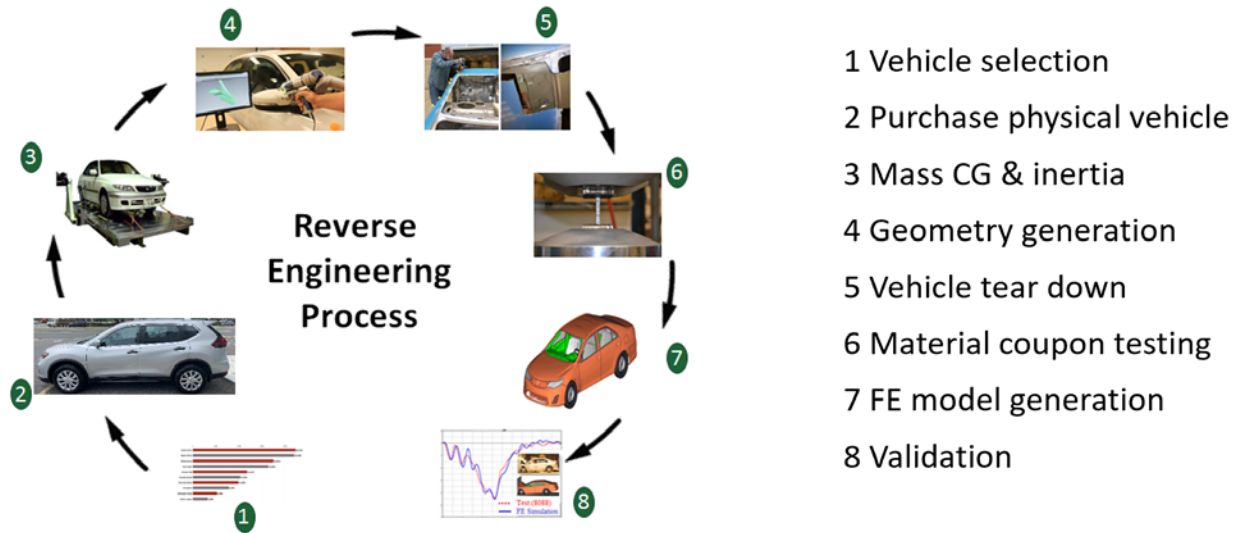 4
5
3
6
Reverse
Engineering
Process
2
7
1
Test (8088)
FE Simulation
8
1 Vehicle selection
2 Purchase physical vehicle
3 Mass CG & inertia
4 Geometry generation
5 Vehicle tear down
6 Material coupon testing
7 FE model generation
8 Validation